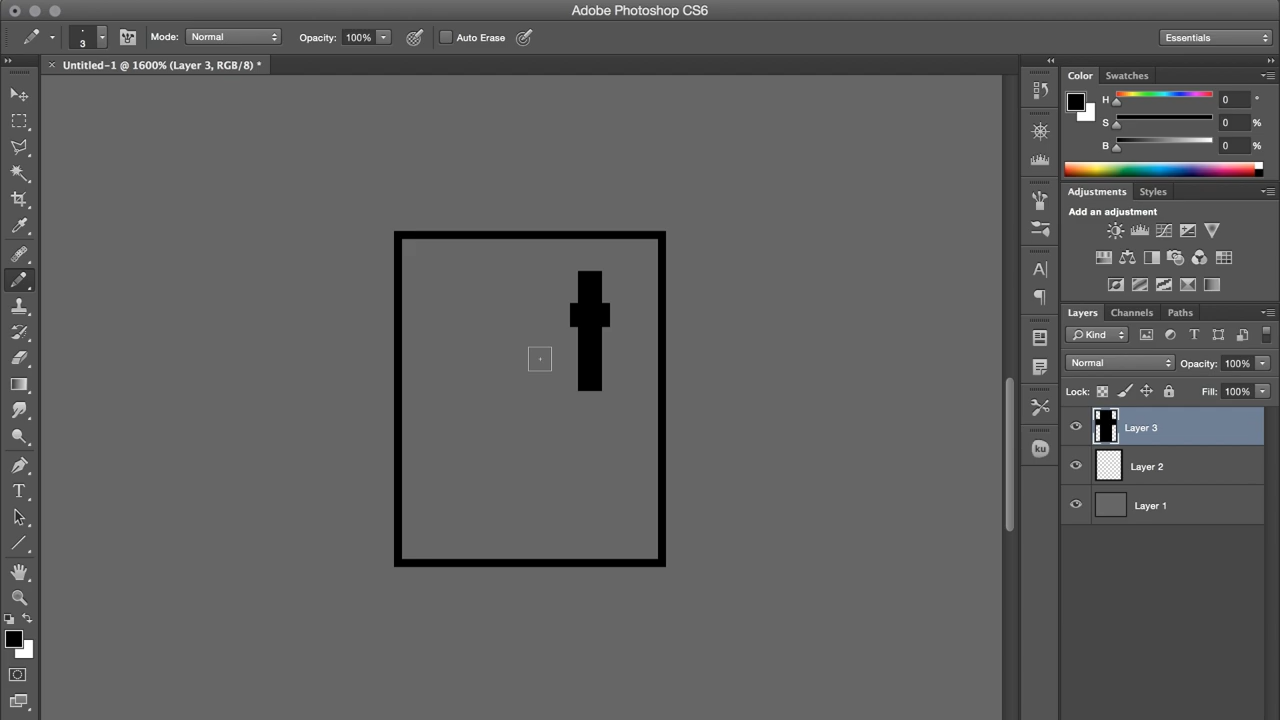 Adobe Photoshop CS6
3 Mode: Normal Opacity: 100% Auto Erase Essentials
Untitled-1 @ 1600% (Layer 3, RGB/8) *
Color Swatches
H 0 °
S 0 %
B 0 %
Adjustments Styles
Add an adjustment
Layers Channels Paths
Kind
Normal Opacity: 100%
Lock: Fill: 100%
Layer 3
Layer 2
Layer 1
ku